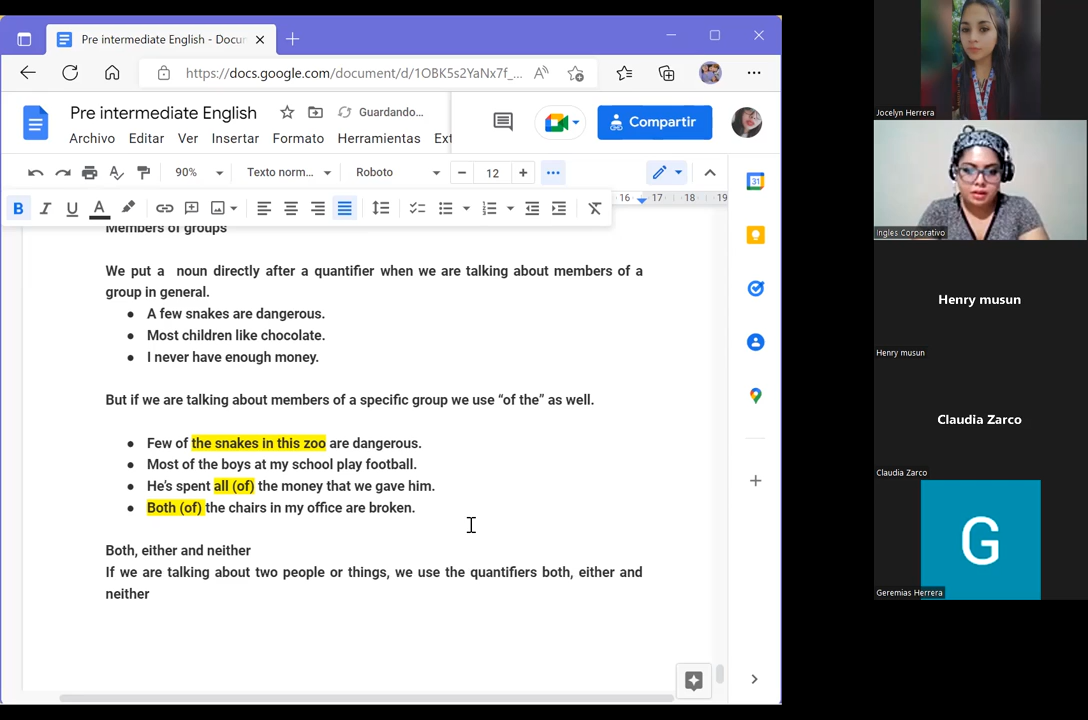 Pre intermediate English - Docur
https://docs.google.com/document/d/1OBK5s2YaNx7f_...
Pre intermediate English
Guardando...
Compartir
Archivo Editar Ver Insertar Formato Herramientas Ext
90% Texto norm... Roboto 12
16 17 18 19
Members of groups
We put a noun directly after a quantifier when we are talking about members of a
group in general.
● A few snakes are dangerous.
● Most children like chocolate.
● I never have enough money.
But if we are talking about members of a specific group we use “of the” as well.
● Few of the snakes in this zoo are dangerous.
● Most of the boys at my school play football.
● He’s spent all (of) the money that we gave him.
● Both (of) the chairs in my office are broken.
Both, either and neither
If we are talking about two people or things, we use the quantifiers both, either and
neither
Jocelyn Herrera
Ingles Corporativo
Henry musun
Henry musun
Claudia Zarco
Claudia Zarco
G
Geremias Herrera